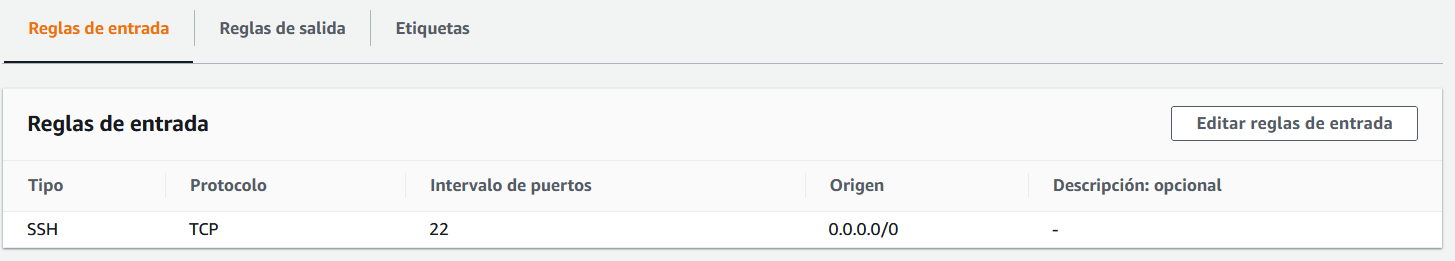 Reglas de entrada Reglas de salida Etiquetas
Reglas de entrada Editar reglas de entrada
Tipo Protocolo Intervalo de puertos Origen Descripción: opcional
SSH TCP 22 0.0.0.0/0 -